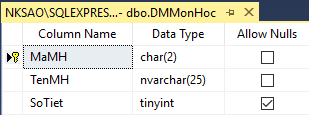 NKSAO\SQLEXPRES...- dbo.DMMonHoc
Column Name Data Type Allow Nulls
MaMH char(2)
TenMH nvarchar(25)
SoTiet tinyint